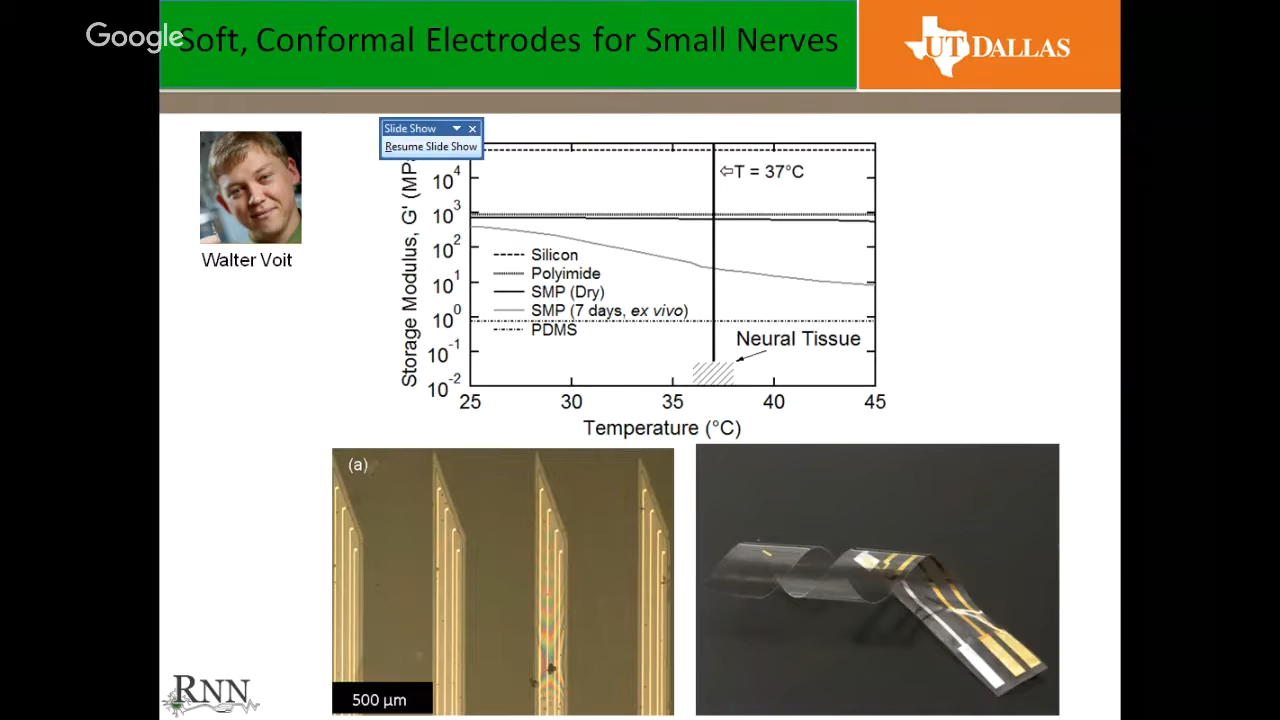 Google
Soft, Conformal Electrodes for Small Nerves
UT DALLAS
Slide Show
Resume Slide Show
Walter Voit
Storage Modulus, G' (MP
10⁴
10³
10²
10¹
10⁰
10⁻¹
10⁻²
⇦T = 37°C
Silicon
Polyimide
SMP (Dry)
SMP (7 days, ex vivo)
PDMS
Neural Tissue
25 30 35 40 45
Temperature (°C)
(a)
500 µm
RNN